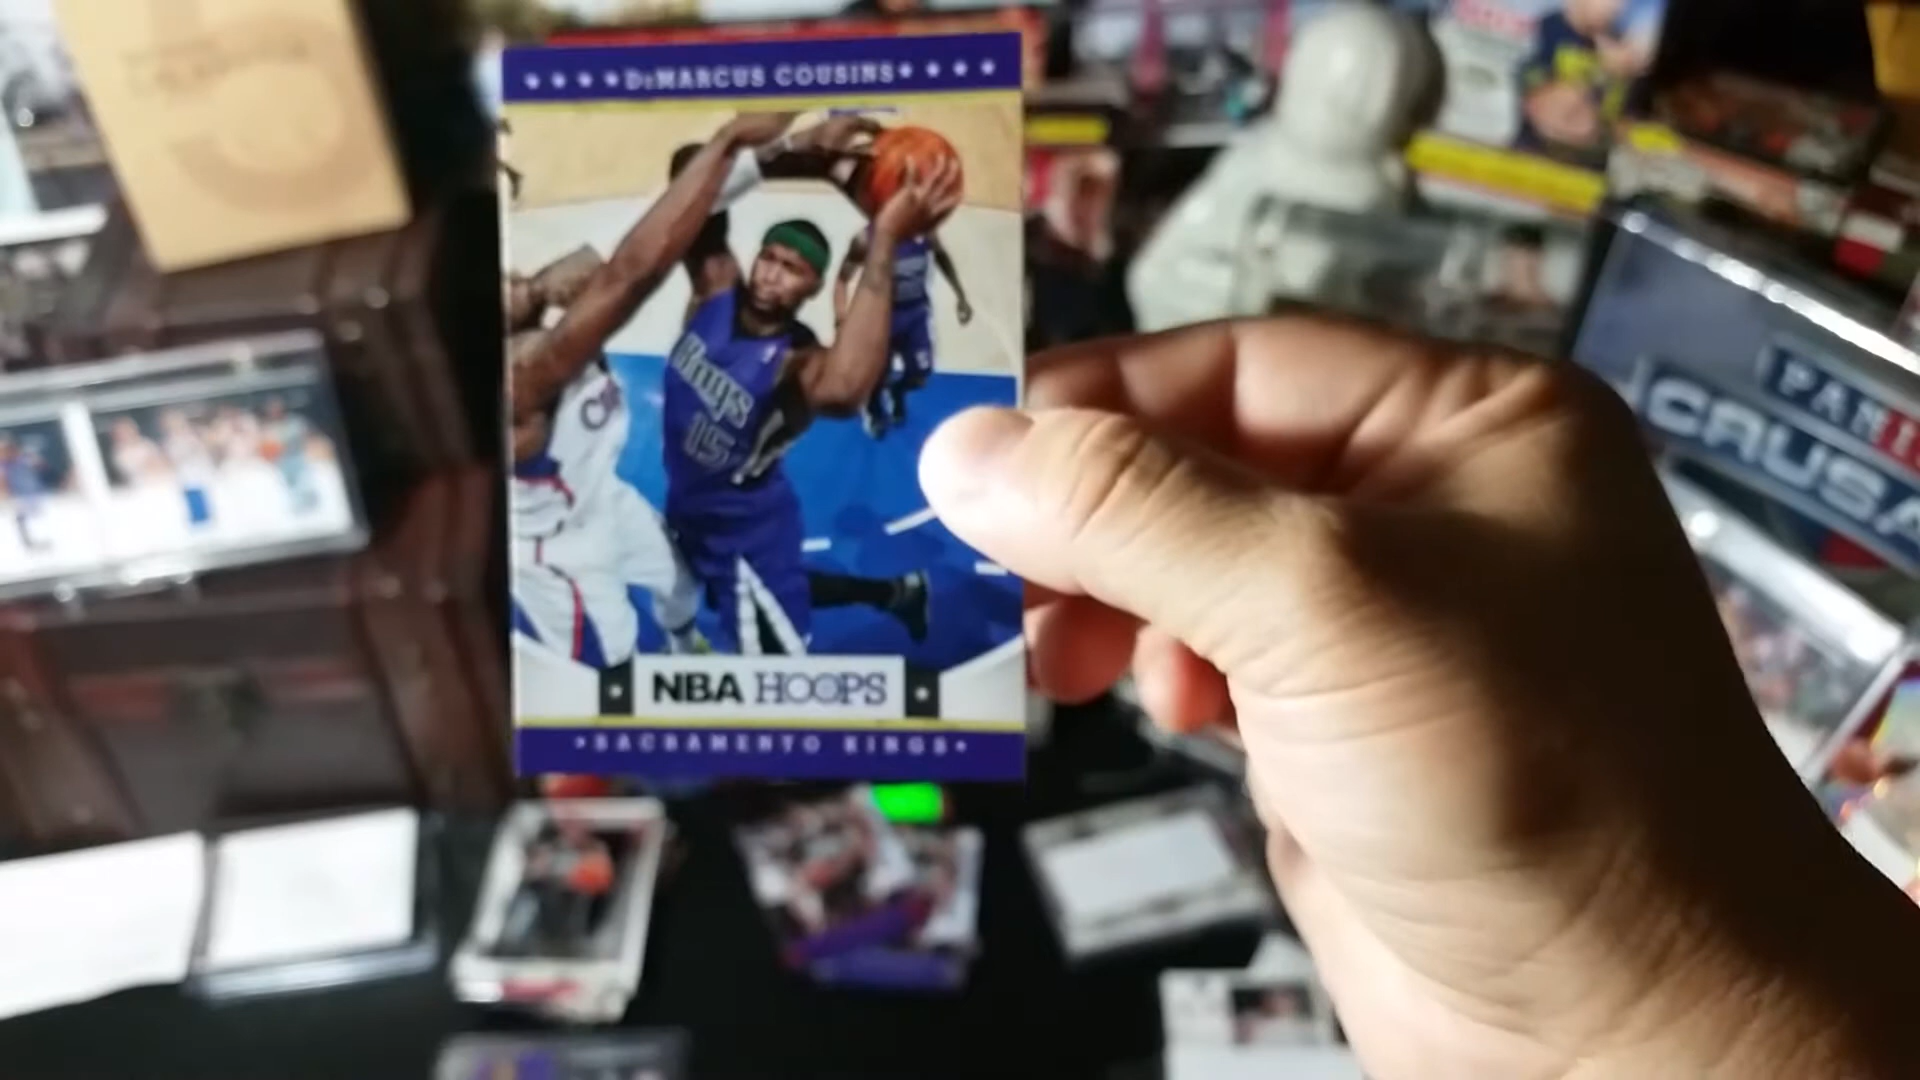 DeMARCUS COUSINS
Kings
15
NBA HOOPS
SACRAMENTO KINGS
PANI
CRUSA